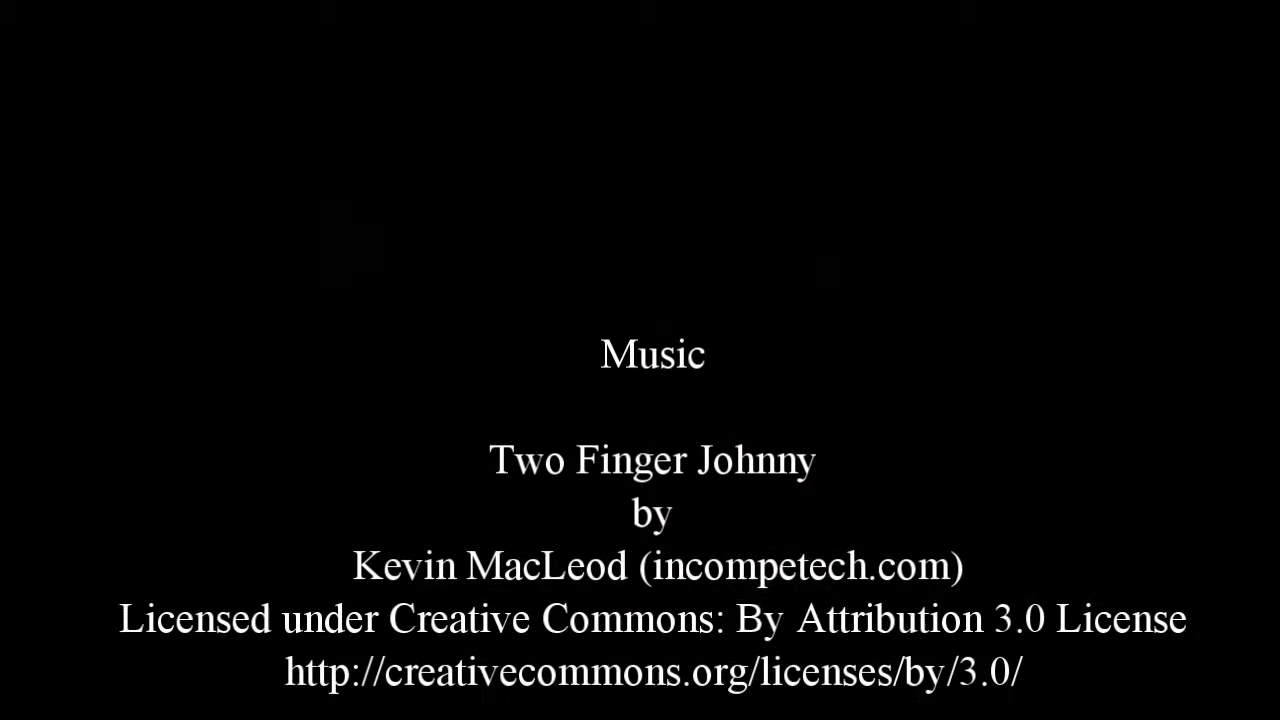 Music
Two Finger Johnny
by
Kevin MacLeod (incompetech.com)
Licensed under Creative Commons: By Attribution 3.0 License
http://creativecommons.org/licenses/by/3.0/